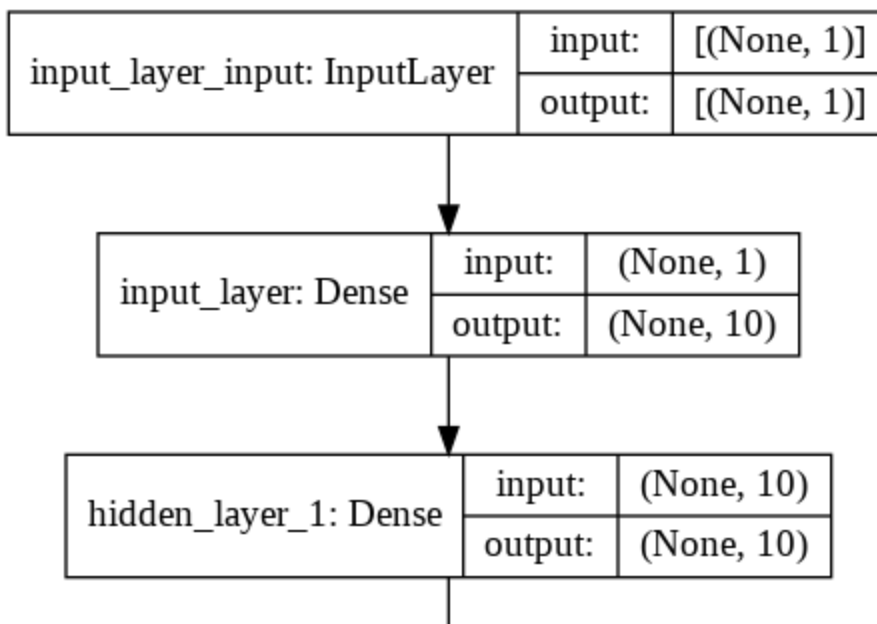 input_layer_input: InputLayer
input: [(None, 1)]
output: [(None, 1)]
input_layer: Dense
input: (None, 1)
output: (None, 10)
hidden_layer_1: Dense
input: (None, 10)
output: (None, 10)